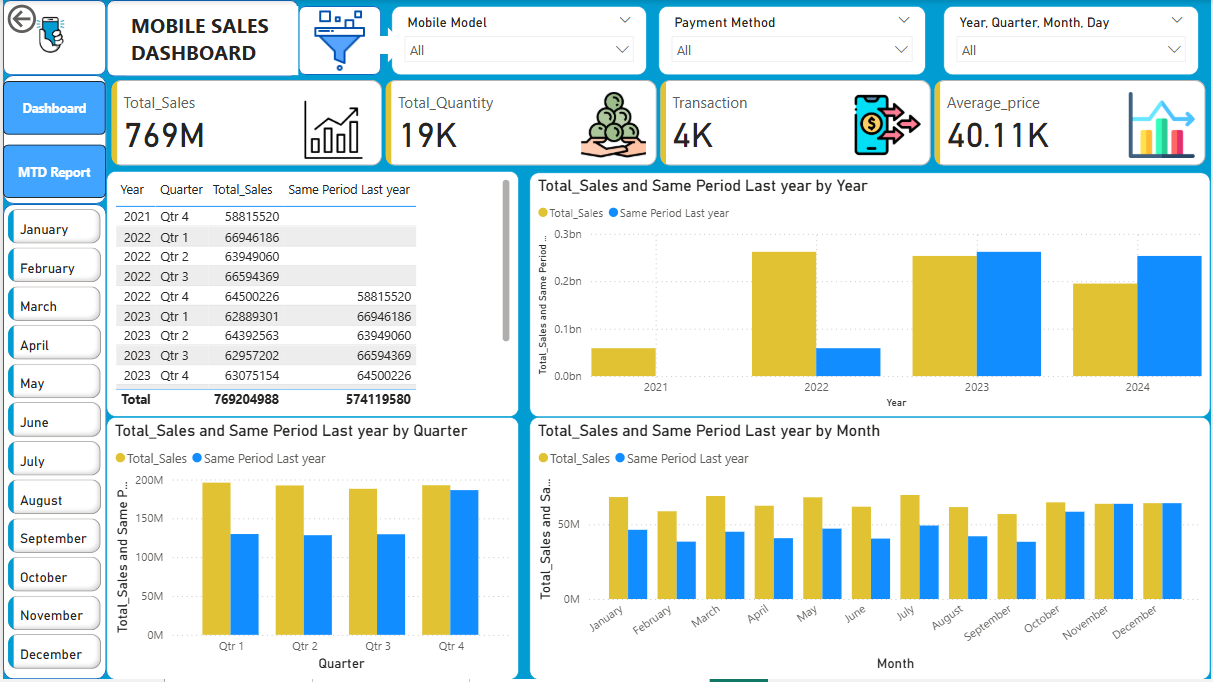 MOBILE SALES
DASHBOARD
Mobile Model
All
Payment Method
All
Year, Quarter, Month, Day
All
Dashboard
MTD Report
January
February
March
April
May
June
July
August
September
October
November
December
Total_Sales
769M
Total_Quantity
19K
Transaction
4K
Average_price
40.11K
Year Quarter Total_Sales Same Period Last year
2021 Qtr 4 58815520
2022 Qtr 1 66946186
2022 Qtr 2 63949060
2022 Qtr 3 66594369
2022 Qtr 4 64500226 58815520
2023 Qtr 1 62889301 66946186
2023 Qtr 2 64392563 63949060
2023 Qtr 3 62957202 66594369
2023 Qtr 4 63075154 64500226
Total 769204988 574119580
Total_Sales and Same Period Last year by Year
Total_Sales Same Period Last year
Total_Sales and Same Period ...
0.3bn
0.2bn
0.1bn
0.0bn
2021 2022 2023 2024
Year
Total_Sales and Same Period Last year by Quarter
Total_Sales Same Period Last year
Total_Sales and Same P...
200M
150M
100M
50M
0M
Qtr 1 Qtr 2 Qtr 3 Qtr 4
Quarter
Total_Sales and Same Period Last year by Month
Total_Sales Same Period Last year
Total_Sales and Sa...
50M
0M
January February March April May June July August September October November December
Month